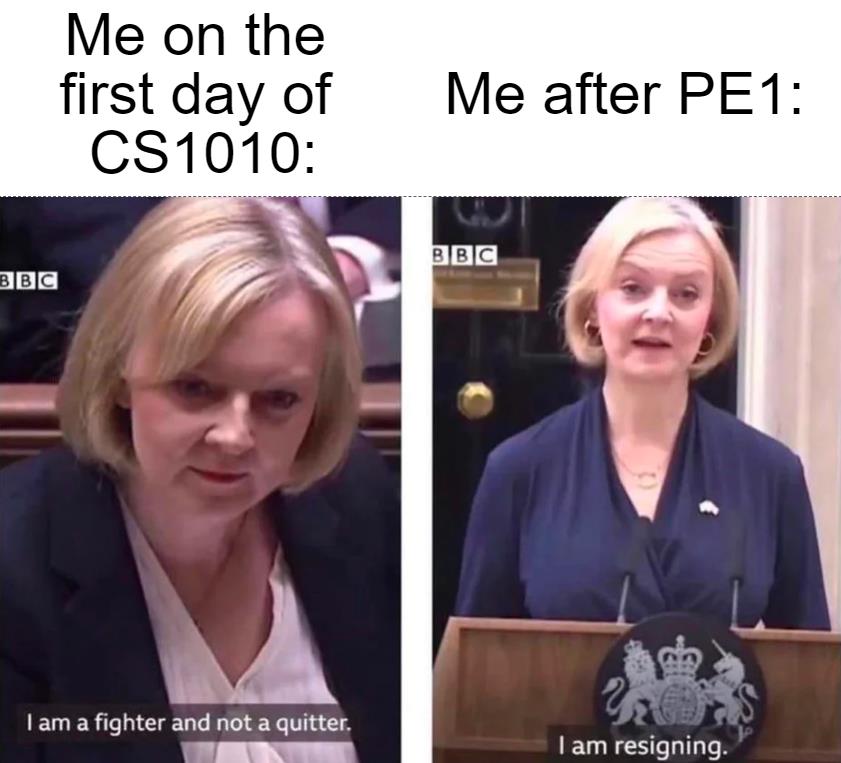 Me on the
first day of
CS1010:
Me after PE1:
BBC
I am a fighter and not a quitter.
BBC
I am resigning.